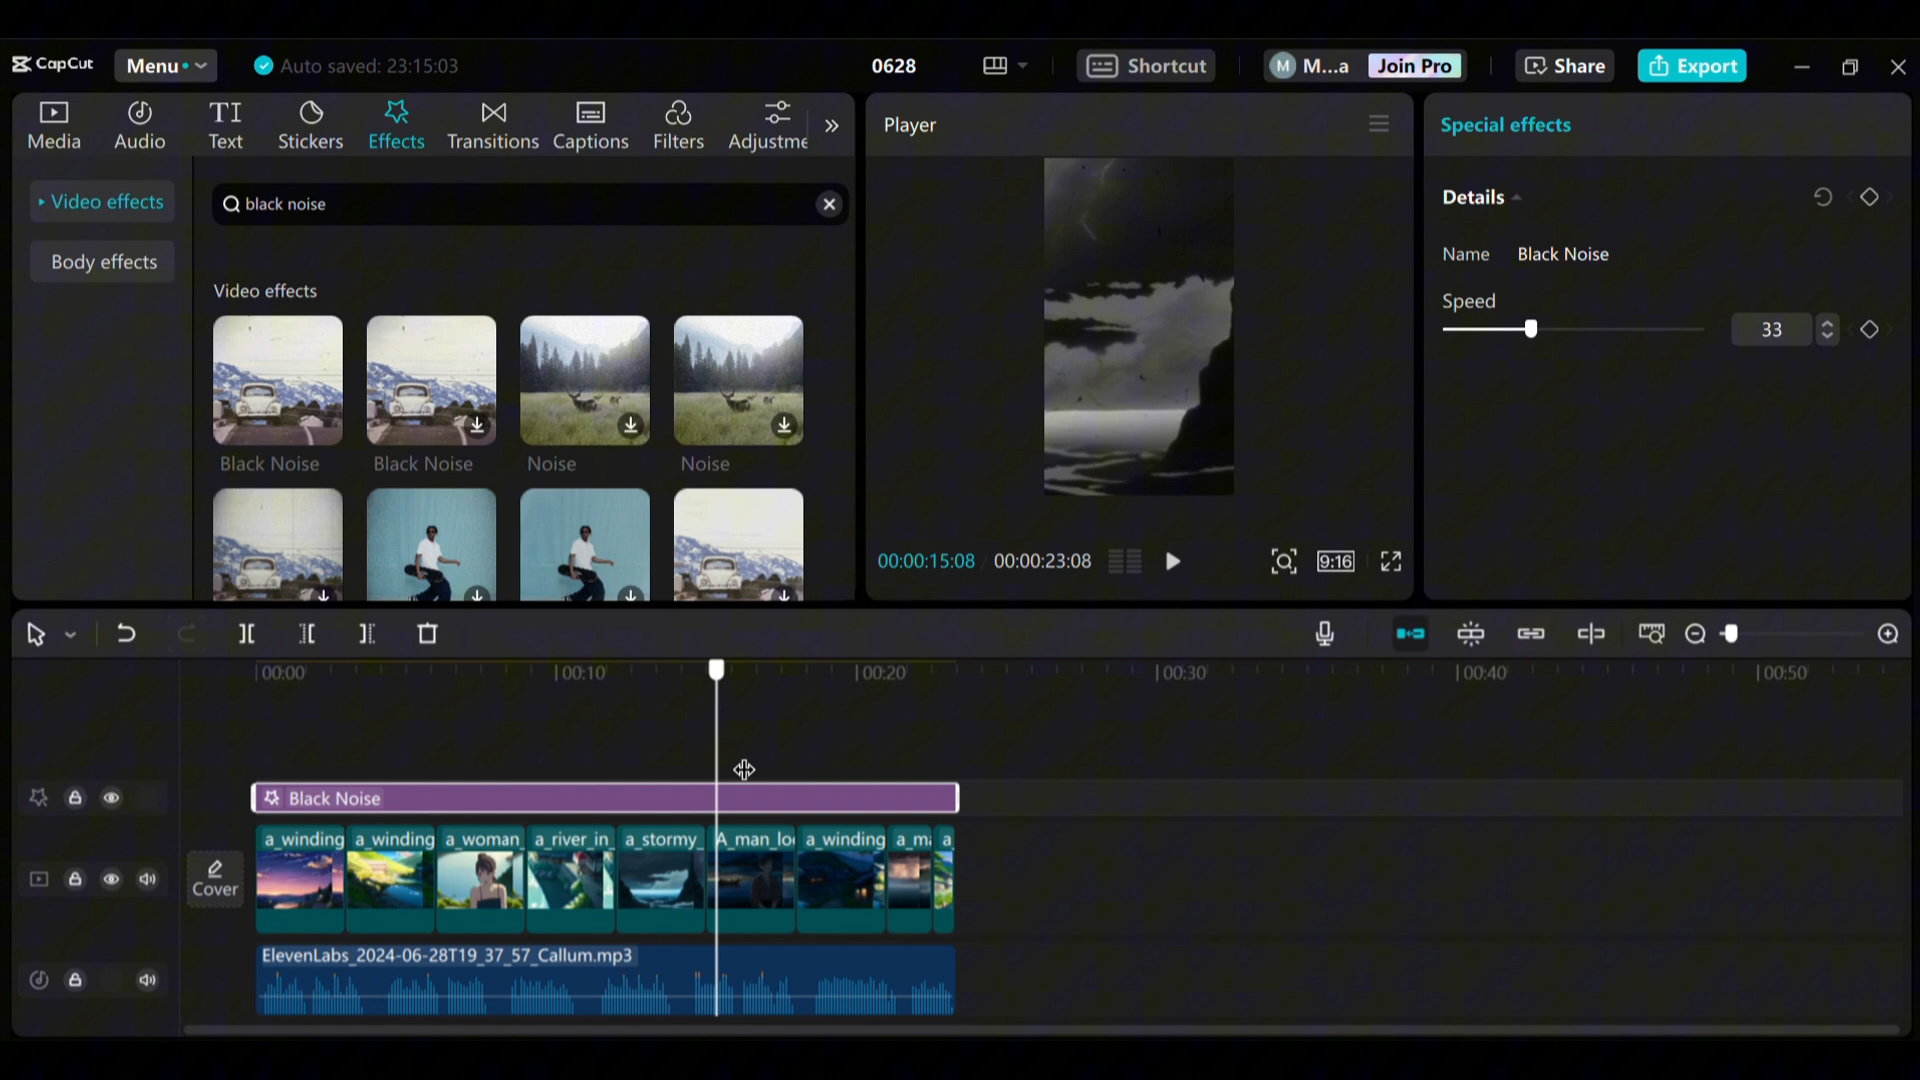 CapCut
Menu
Auto saved: 23:15:03
0628
Shortcut
M
M...a
Join Pro
Share
Export
Media
Audio
TI
Text
Stickers
Effects
Transitions
Captions
Filters
Adjustme
Video effects
Body effects
black noise
Video effects
Black Noise
Black Noise
Noise
Noise
Player
00:00:15:08
00:00:23:08
9:16
Special effects
Details
Name
Black Noise
Speed
33
00:00
00:10
00:20
00:30
00:40
00:50
Black Noise
Cover
a_winding
a_winding
a_woman_
a_river_in_
a_stormy_
A_man_lo
a_winding
a_m
a
ElevenLabs_2024-06-28T19_37_57_Callum.mp3